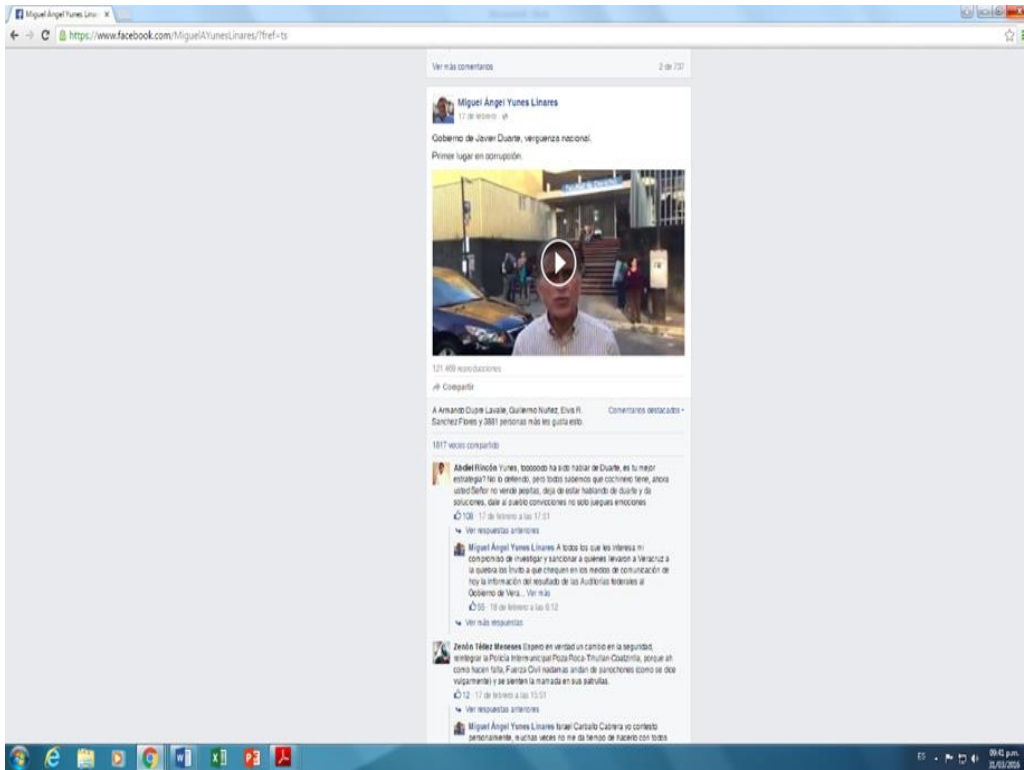 Miguel Ángel Yunes Lina
https://www.facebook.com/MiguelAYunesLinares/?fref=ts
Ver más comentarios 2 de 737
Miguel Ángel Yunes Linares
17 de febrero
Gobierno de Javier Duarte, vergüenza nacional.
Primer lugar en corrupción.
reproducciones
Compartir
A Armando Dupre Lavalle, Guillermo Nuñez, Elvis R. Comentarios destacados
Sanchez Flores y 3881 personas más les gusta esto.
1817 veces compartido
Abdiel Rincón Yunes, tooooodo ha sido hablar de Duarte, es tu mejor
estrategia? No lo defiendo, pero todos sabemos que cochinero tiene, ahora
usted Señor no vende pepitas, deja de estar hablando de duarte y da
soluciones, dale al pueblo convicciones no solo juegues emociones
108 · 17 de febrero a las 17:01
Ver respuestas anteriores
Miguel Ángel Yunes Linares A todos los que les interesa mi
compromiso de investigar y sancionar a quienes llevaron a Veracruz a
la quiebra los invito a que chequen en los medios de comunicación de
hoy la información del resultado de las Auditorías federales al
Gobierno de Vera... Ver más
55 · 18 de febrero a las 6:12
Ver más respuestas
Zenón Téllez Meneses Espero en verdad un cambio en la seguridad,
reintegrar la Policía Intermunicipal Poza Rica-Tihuatlan-Coatzintla, porque ah
como hacen falta, Fuerza Civil nadamas andan de parochones (como se dice
vulgarmente) y se sienten la mamada en sus patrullas.
12 · 17 de febrero a las 15:51
Ver respuestas anteriores
Miguel Ángel Yunes Linares Israel Carballo Cabrera yo contesto
personalmente, muchas veces no me da tiempo de hacerlo con todos
ES 09:41 p.m.
31/03/2016